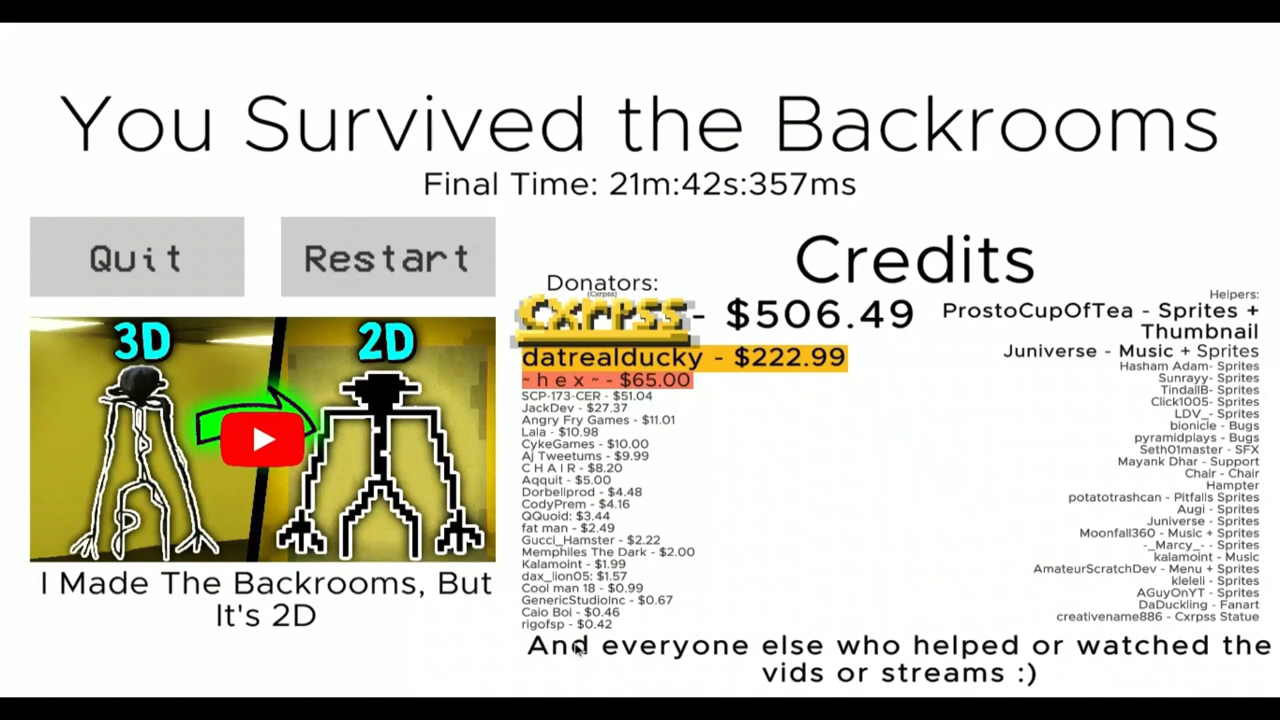 You Survived the Backrooms
Final Time: 21m:42s:357ms
Quit
Restart
3D
2D
I Made The Backrooms, But
It's 2D
Credits
Donators:
(Cxrpss)
Cxrpss - $506.49
datrealducky - $222.99
~ h e x ~ - $65.00
SCP-173-CER - $51.04
JackDev - $27.37
Angry Fry Games - $11.01
Lala - $10.98
CykeGames - $10.00
Aj Tweetums - $9.99
C H A I R - $8.20
Aqquit - $5.00
Dorbellprod - $4.48
CodyPrem - $4.16
QQuoid: $3.44
fat man - $2.49
Gucci_Hamster - $2.22
Memphiles The Dark - $2.00
Kalamoint - $1.99
dax_lion05: $1.57
Cool man 18 - $0.99
GenericStudioInc - $0.67
Caio Boi - $0.46
rigofsp - $0.42
Helpers:
ProstoCupOfTea - Sprites +
Thumbnail
Juniverse - Music + Sprites
Hasham Adam- Sprites
Sunrayy- Sprites
TindallB- Sprites
Click1005- Sprites
LDV_- Sprites
bionicle - Bugs
pyramidplays - Bugs
Seth01master - SFX
Mayank Dhar - Support
Chair - Chair
Hampter
potatotrashcan - Pitfalls Sprites
Augi - Sprites
Juniverse - Sprites
Moonfall360 - Music + Sprites
-_Marcy_- - Sprites
kalamoint - Music
AmateurScratchDev - Menu + Sprites
kleleli - Sprites
AGuyOnYT - Sprites
DaDuckling - Fanart
creativename886 - Cxrpss Statue
And everyone else who helped or watched the
vids or streams :)